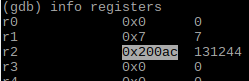 (gdb) info registers
r0 0x0 0
r1 0x7 7
r2 0x200ac 131244
r3 0x0 0